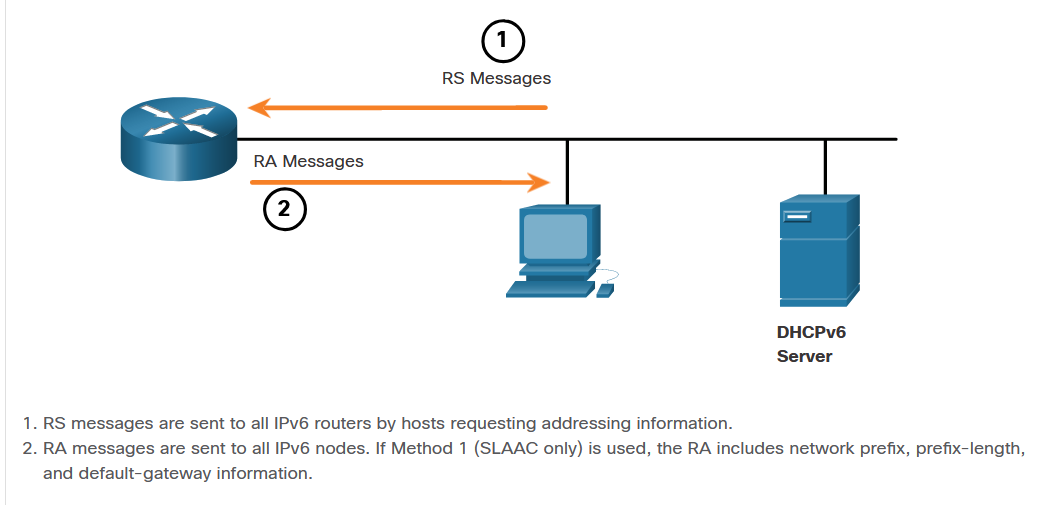 1
RS Messages
RA Messages
2
DHCPv6
Server
1. RS messages are sent to all IPv6 routers by hosts requesting addressing information.
2. RA messages are sent to all IPv6 nodes. If Method 1 (SLAAC only) is used, the RA includes network prefix, prefix-length,
and default-gateway information.